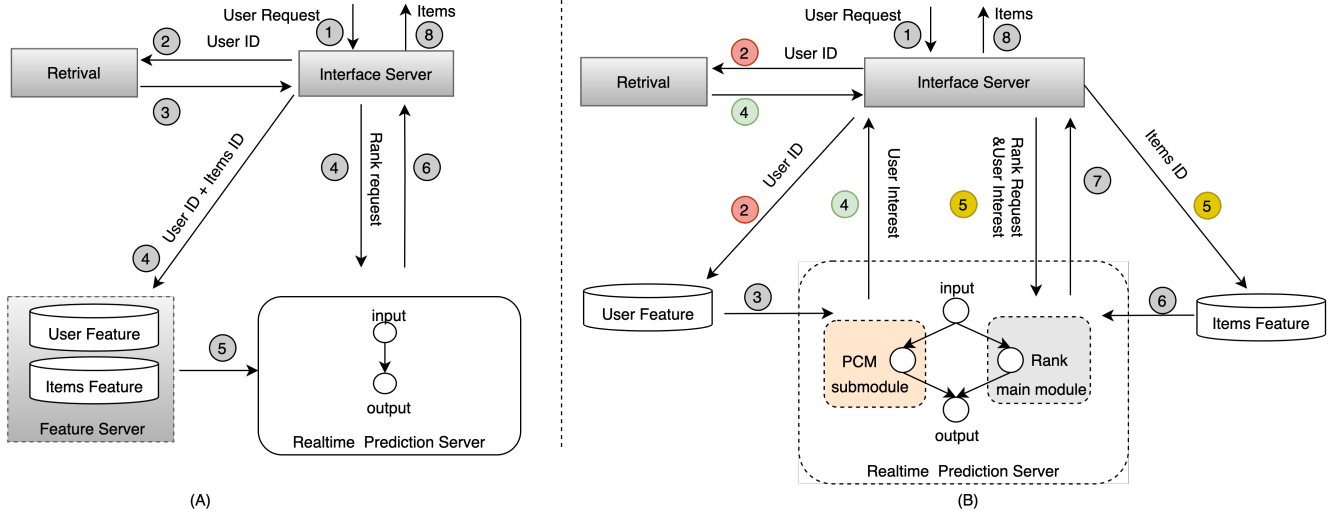 User Request
1
Items
8
2
User ID
Retrival
Interface Server
3
User ID + Items ID
4
4
Rank request
6
User Feature
Items Feature
Feature Server
5
input
output
Realtime Prediction Server
(A)
User Request
1
Items
8
2
User ID
Retrival
Interface Server
4
User ID
2
4
User Interest
5
Rank Request
&User Interest
7
Items ID
5
User Feature
3
input
PCM
submodule
Rank
main module
output
Realtime Prediction Server
6
Items Feature
(B)